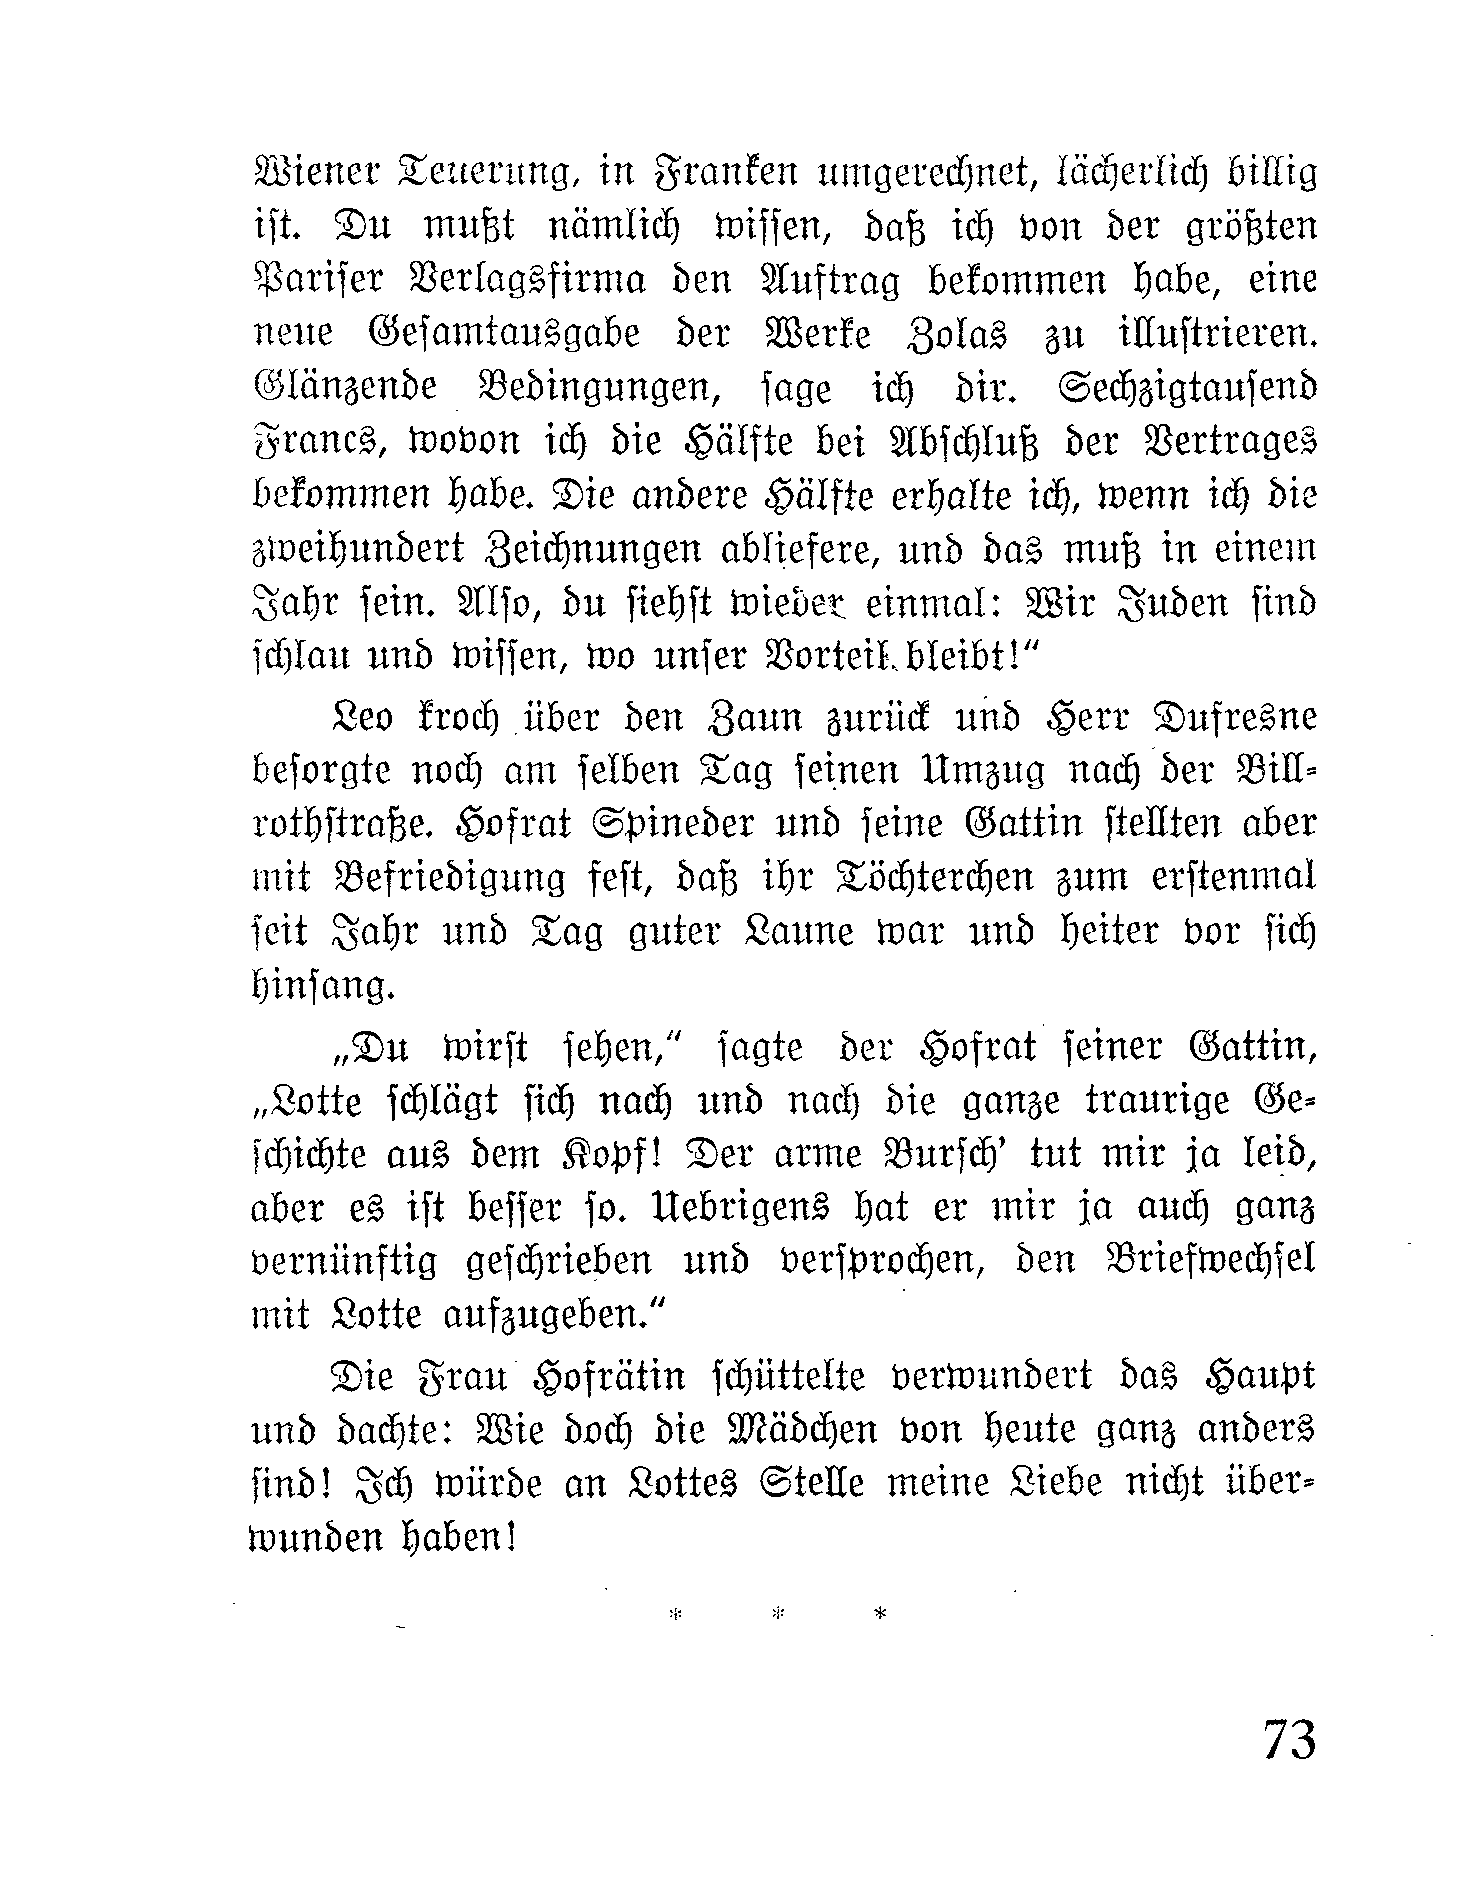 Wiener Teuerung, in Franken umgerechnet, lächerlich billig
ist. Du mußt nämlich wissen, daß ich von der größten
Pariser Verlagsfirma den Auftrag bekommen habe, eine
neue Gesamtausgabe der Werke Zolas zu illustrieren.
Glänzende Bedingungen, sage ich dir. Sechzigtausend
Francs, wovon ich die Hälfte bei Abschluß der Vertrages
bekommen habe. Die andere Hälfte erhalte ich, wenn ich die
zweihundert Zeichnungen abliefere, und das muß in einem
Jahr sein. Also, du siehst wieder einmal: Wir Juden sind
schlau und wissen, wo unser Vorteil bleibt!“
Leo kroch über den Zaun zurück und Herr Dufresne
besorgte noch am selben Tag seinen Umzug nach der Bill-
rothstraße. Hofrat Spineder und seine Gattin stellten aber
mit Befriedigung fest, daß ihr Töchterchen zum erstenmal
seit Jahr und Tag guter Laune war und heiter vor sich
hinsang.
„Du wirst sehen,“ sagte der Hofrat seiner Gattin,
„Lotte schlägt sich nach und nach die ganze traurige Ge-
schichte aus dem Kopf! Der arme Bursch’ tut mir ja leid,
aber es ist besser so. Uebrigens hat er mir ja auch ganz
vernünftig geschrieben und versprochen, den Briefwechsel
mit Lotte aufzugeben.“
Die Frau Hofrätin schüttelte verwundert das Haupt
und dachte: Wie doch die Mädchen von heute ganz anders
sind! Ich würde an Lottes Stelle meine Liebe nicht über-
wunden haben!
* * *
73